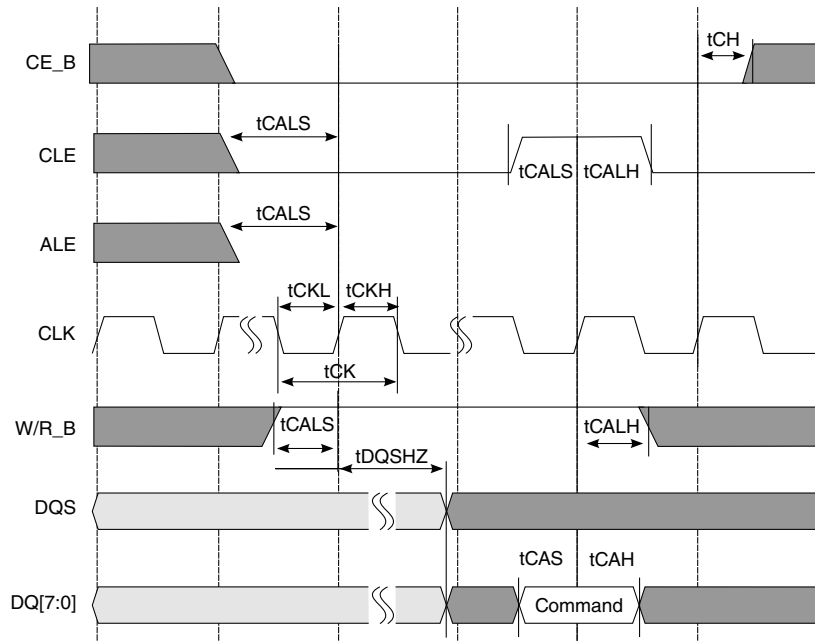 CE_B
tCH
tCALS
CLE
tCALS tCALH
tCALS
ALE
tCKL tCKH
CLK
tCK
W/R_B
tCALS
tCALH
tDQSHZ
DQS
tCAS tCAH
DQ[7:0]
Command